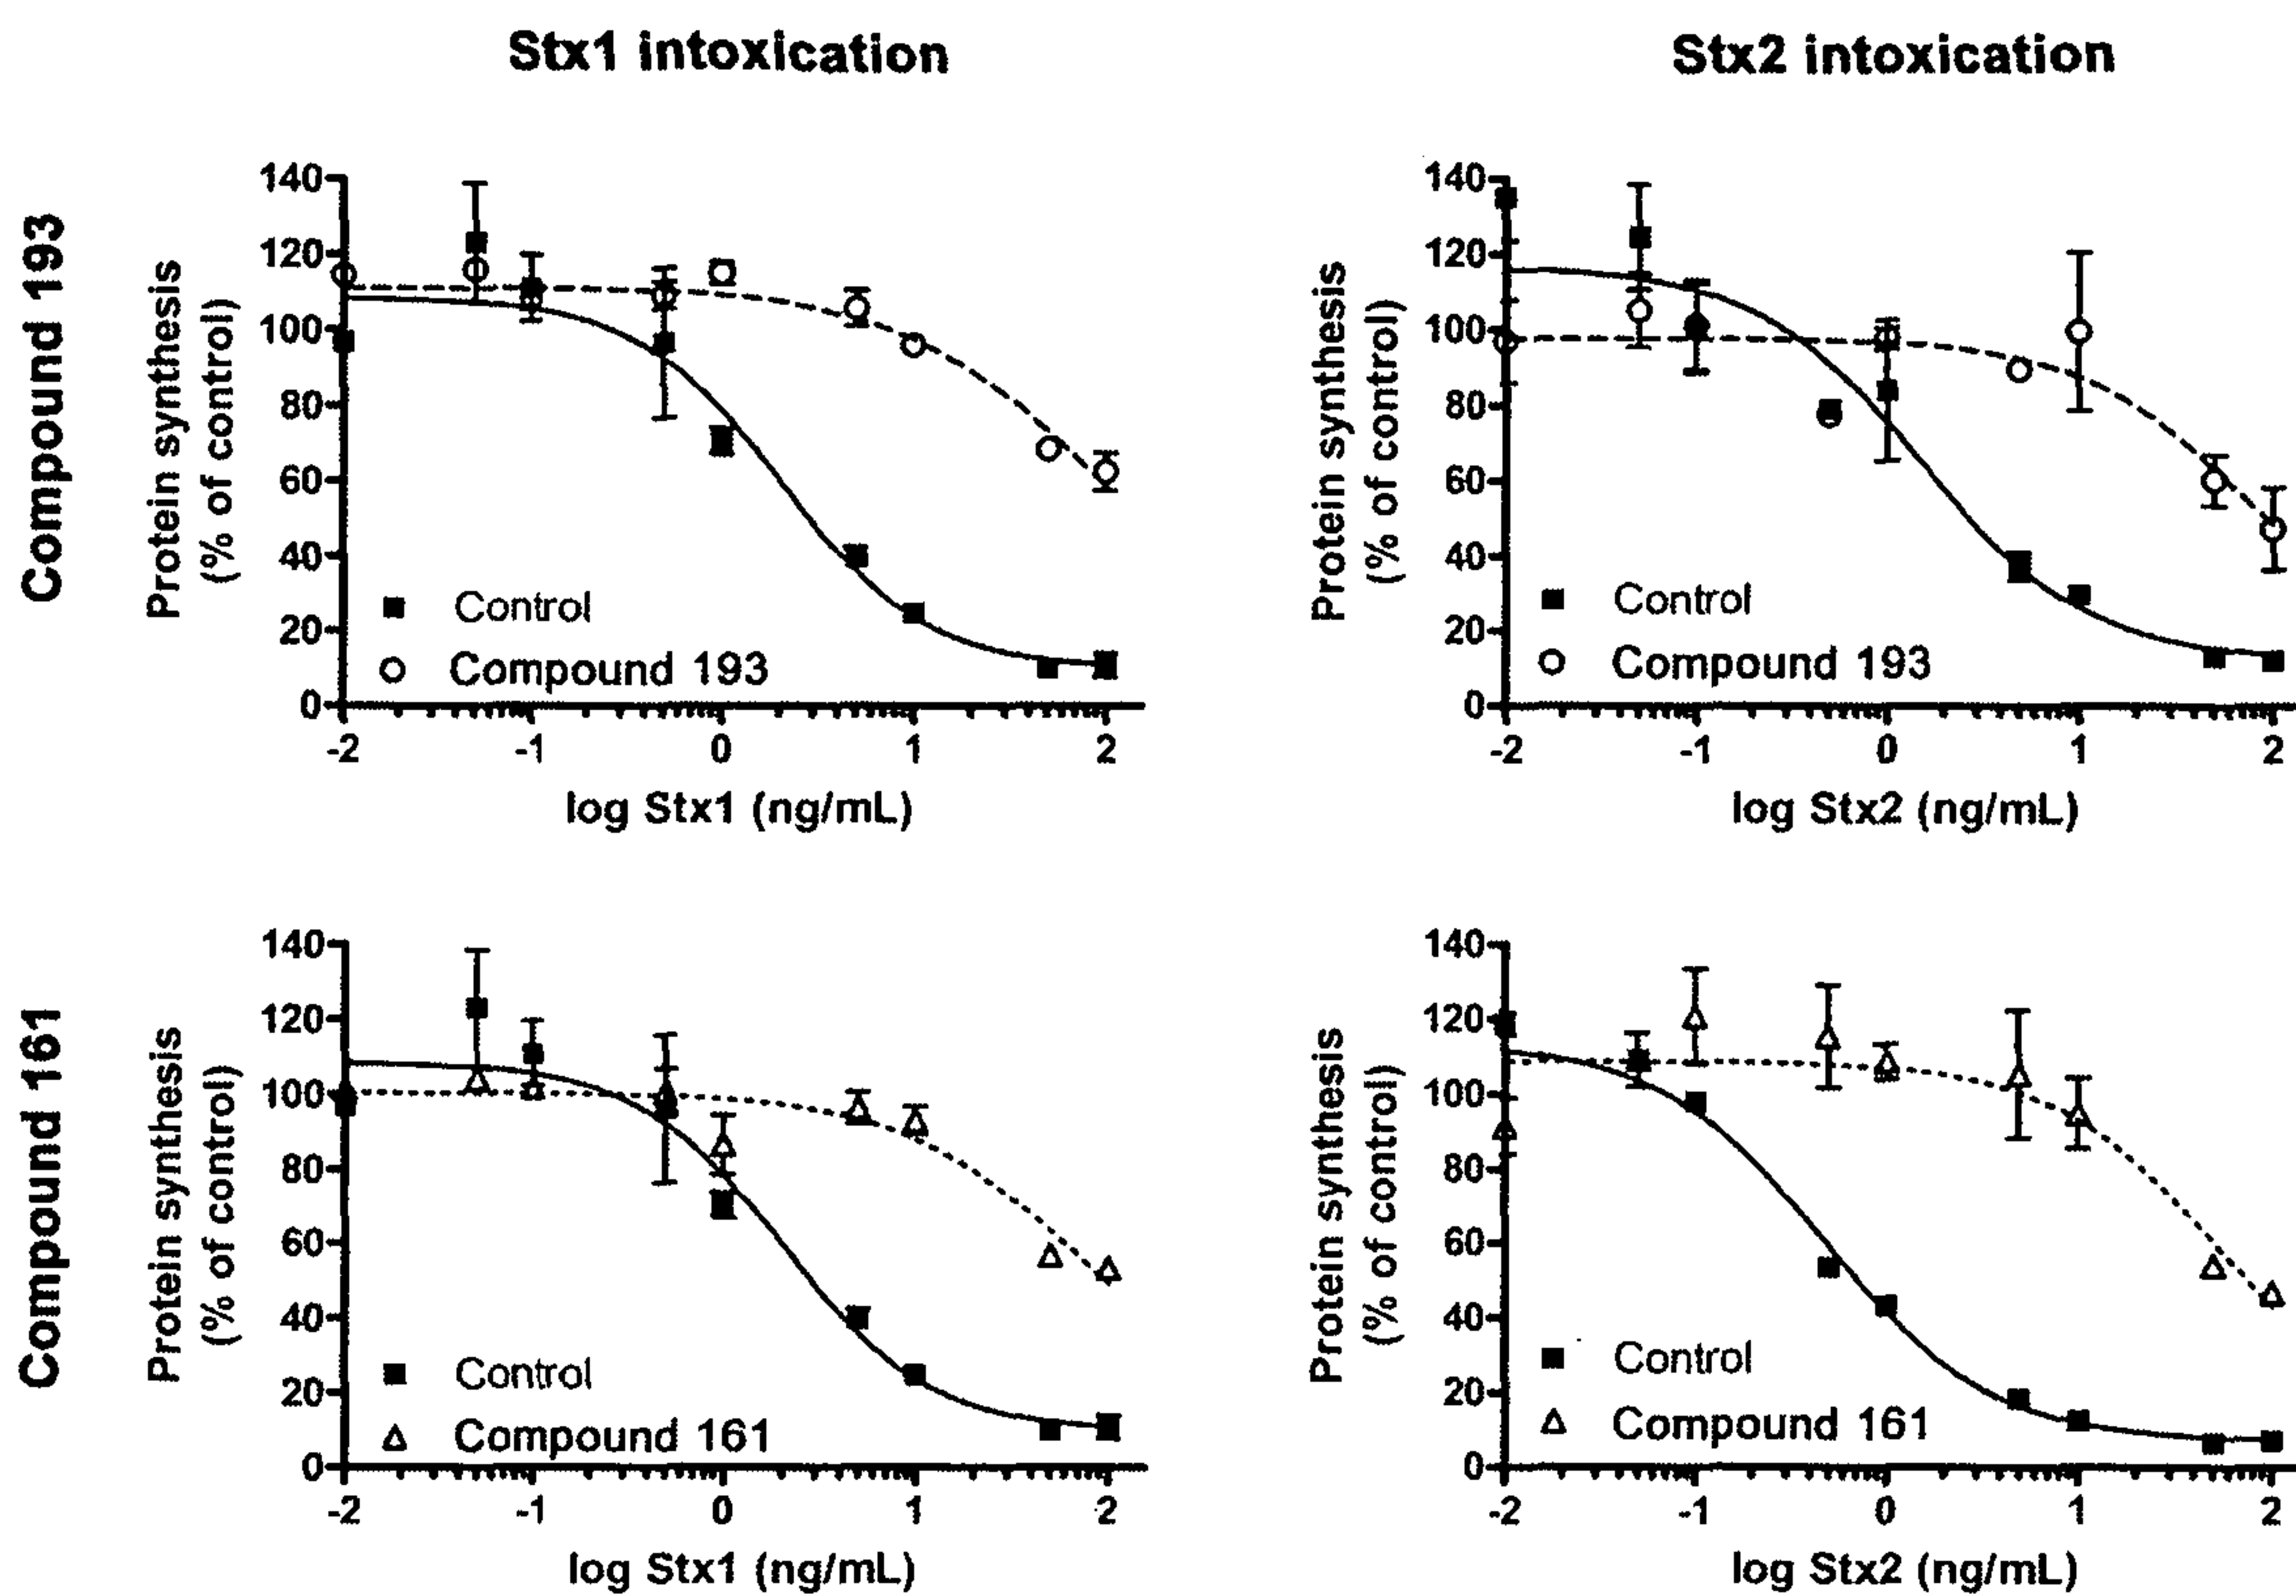 Stx1 intoxication
Stx2 intoxication
Compound 193
Protein synthesis
(% of control)
140
120
100
80
60
40
20
0
Control
Compound 193
-2 -1 0 1 2
log Stx1 (ng/mL)
Protein synthesis
(% of control)
140
120
100
80
60
40
20
0
Control
Compound 193
-2 -1 0 1 2
log Stx2 (ng/mL)
Compound 161
Protein synthesis
(% of control)
140
120
100
80
60
40
20
0
Control
Compound 161
-2 -1 0 1 2
log Stx1 (ng/mL)
Protein synthesis
(% of control)
140
120
100
80
60
40
20
0
Control
Compound 161
-2 -1 0 1 2
log Stx2 (ng/mL)